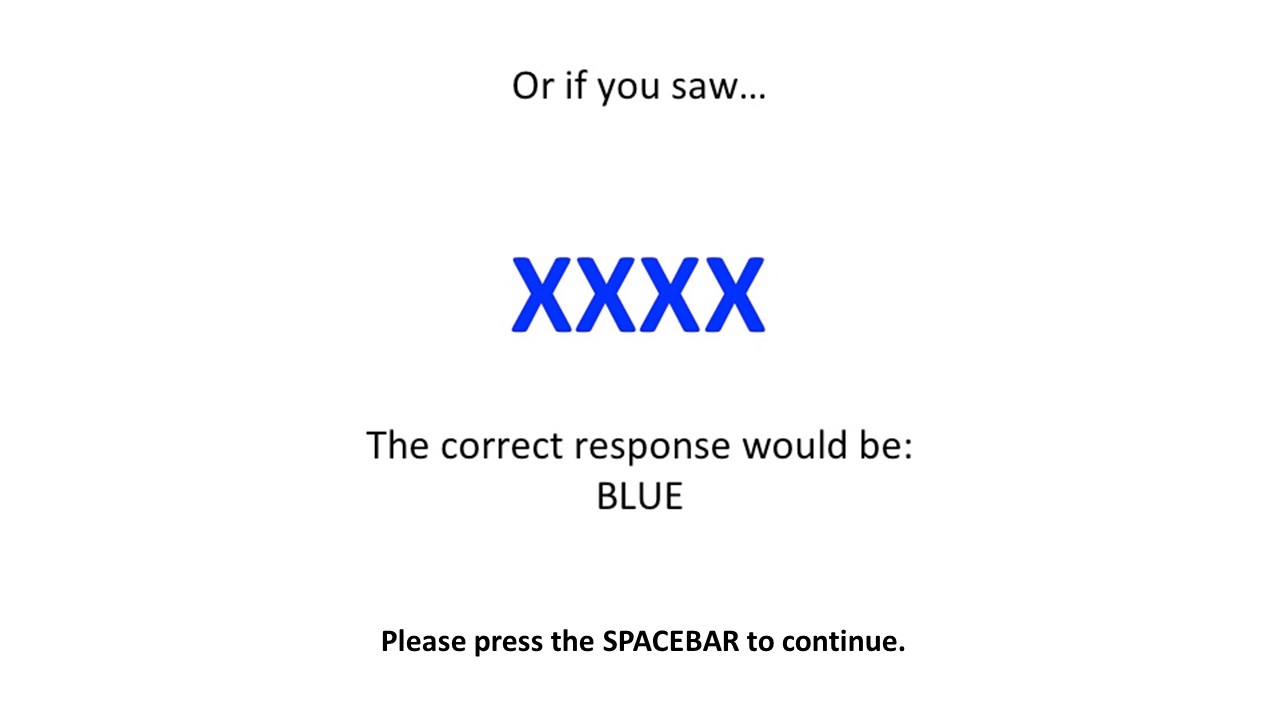 Or if you saw...
XXXX
The correct response would be:
BLUE
Please press the SPACEBAR to continue.